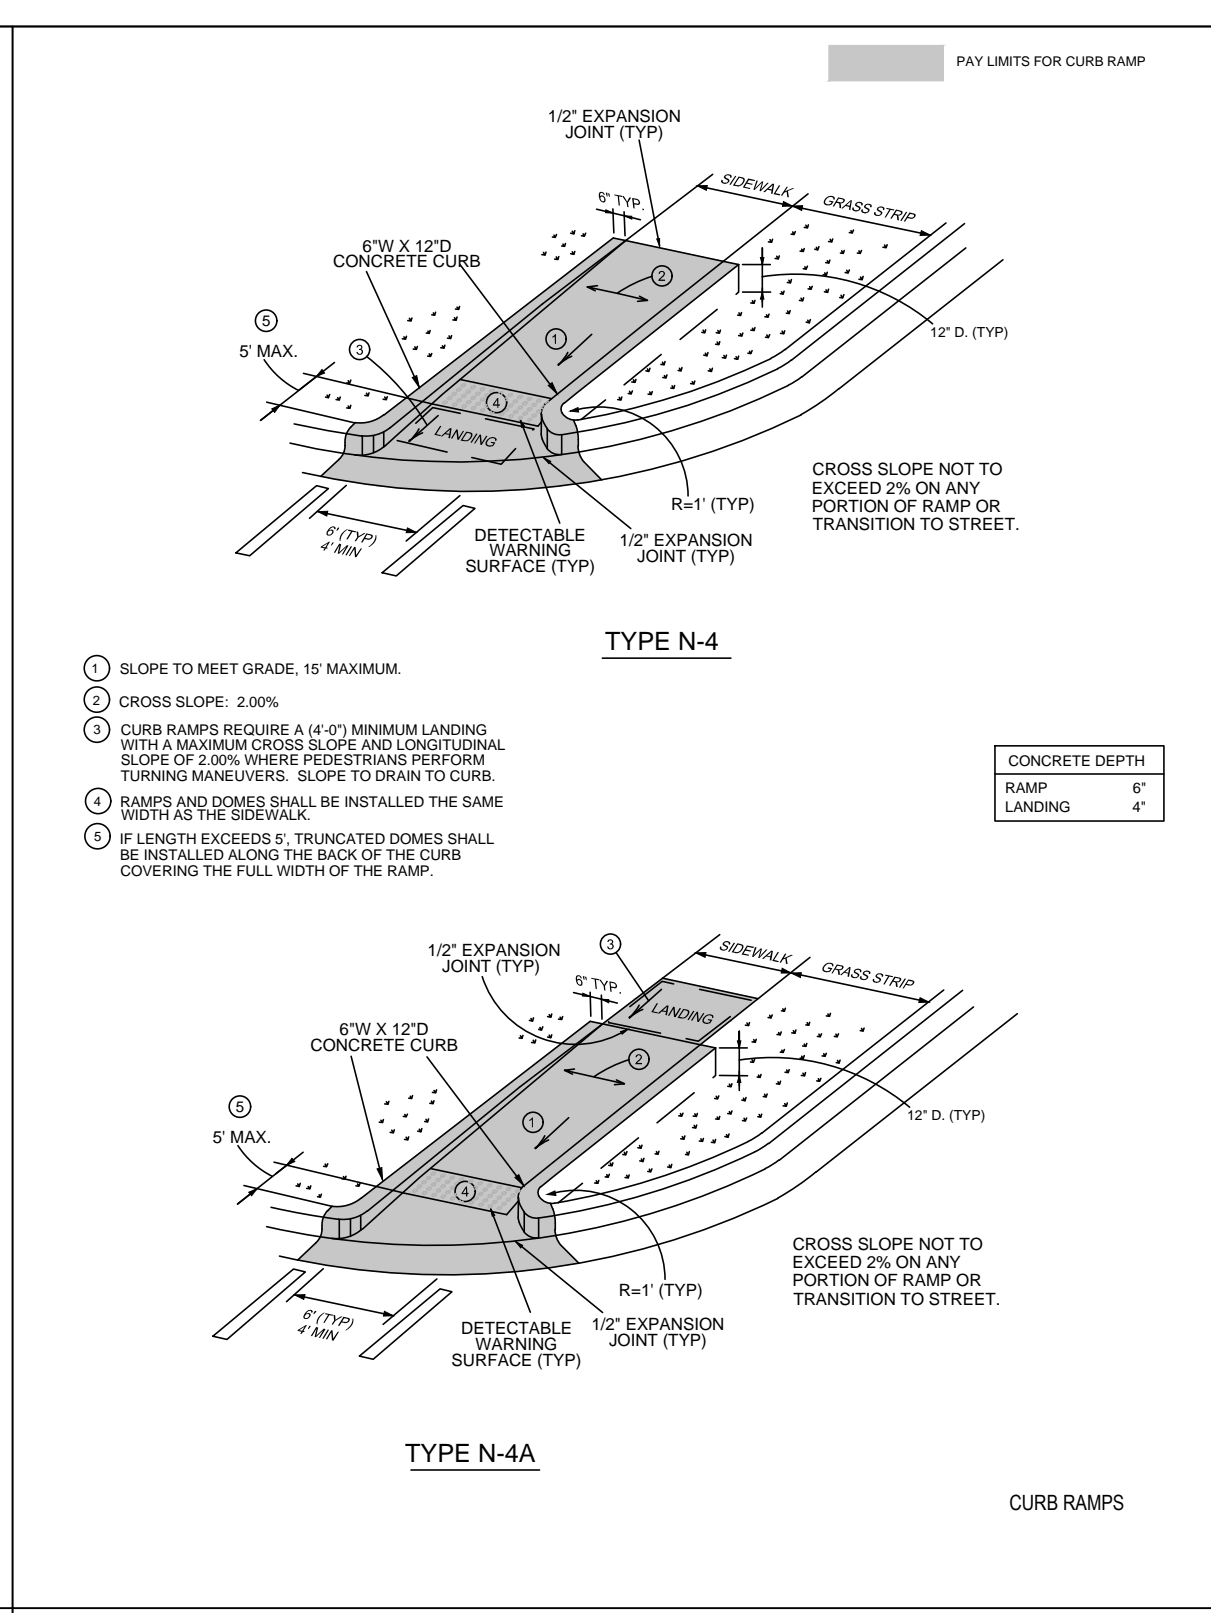 PAY LIMITS FOR CURB RAMP
1/2" EXPANSION
JOINT (TYP)
SIDEWALK
GRASS STRIP
6" TYP.
6"W X 12"D
CONCRETE CURB
2
5
5' MAX.
3
1
12" D. (TYP)
4
LANDING
CROSS SLOPE NOT TO
EXCEED 2% ON ANY
PORTION OF RAMP OR
TRANSITION TO STREET.
R=1' (TYP)
6' (TYP)
4' MIN
DETECTABLE
WARNING
SURFACE (TYP)
1/2" EXPANSION
JOINT (TYP)
TYPE N-4
1 SLOPE TO MEET GRADE, 15' MAXIMUM.
2 CROSS SLOPE: 2.00%
3 CURB RAMPS REQUIRE A (4'-0") MINIMUM LANDING
WITH A MAXIMUM CROSS SLOPE AND LONGITUDINAL
SLOPE OF 2.00% WHERE PEDESTRIANS PERFORM
TURNING MANEUVERS. SLOPE TO DRAIN TO CURB.
4 RAMPS AND DOMES SHALL BE INSTALLED THE SAME
WIDTH AS THE SIDEWALK.
5 IF LENGTH EXCEEDS 5', TRUNCATED DOMES SHALL
BE INSTALLED ALONG THE BACK OF THE CURB
COVERING THE FULL WIDTH OF THE RAMP.
CONCRETE DEPTH
RAMP 6"
LANDING 4"
1/2" EXPANSION
JOINT (TYP)
3
SIDEWALK
GRASS STRIP
6" TYP.
LANDING
6"W X 12"D
CONCRETE CURB
2
5
5' MAX.
1
12" D. (TYP)
4
CROSS SLOPE NOT TO
EXCEED 2% ON ANY
PORTION OF RAMP OR
TRANSITION TO STREET.
R=1' (TYP)
6' (TYP)
4' MIN
DETECTABLE
WARNING
SURFACE (TYP)
1/2" EXPANSION
JOINT (TYP)
TYPE N-4A
CURB RAMPS